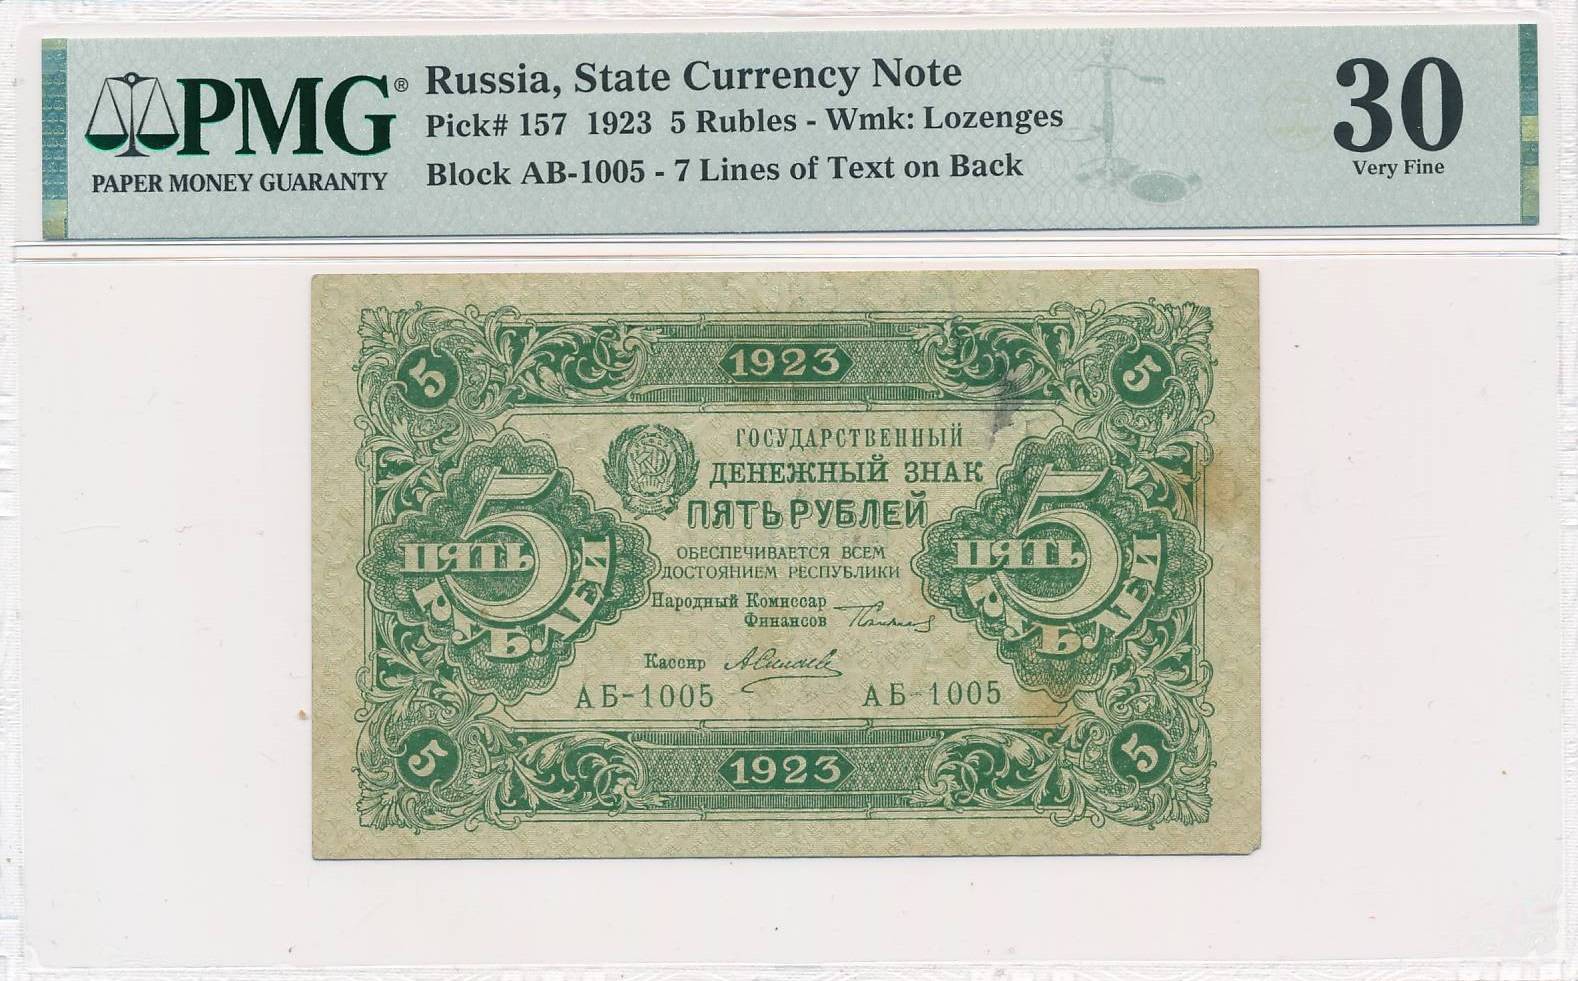 PMG®
PAPER MONEY GUARANTY
Russia, State Currency Note
Pick# 157 1923 5 Rubles - Wmk: Lozenges
Block AB-1005 - 7 Lines of Text on Back
30
Very Fine
5 1923 5
ГОСУДАРСТВЕННЫЙ
ДЕНЕЖНЫЙ ЗНАК
ПЯТЬ РУБЛЕЙ
5 ПЯТЬ РУБЛЕЙ
5 ПЯТЬ РУБЛЕЙ
ОБЕСПЕЧИВАЕТСЯ ВСЕМ
ДОСТОЯНИЕМ РЕСПУБЛИКИ
Народный Комиссар
Финансов
Кассир
АБ-1005 АБ-1005
5 1923 5